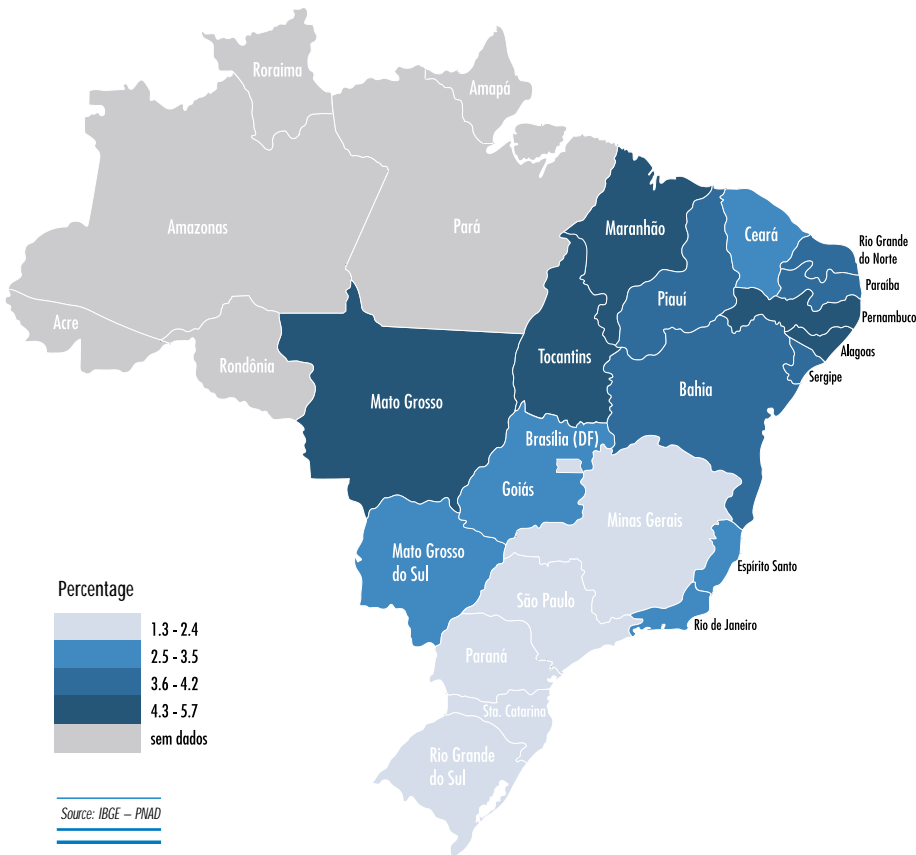 Roraima
Amapá
Amazonas
Pará
Maranhão
Ceará
Rio Grande
do Norte
Paraíba
Piauí
Pernambuco
Acre
Rondônia
Tocantins
Alagoas
Sergipe
Mato Grosso
Bahia
Brasília (DF)
Goiás
Minas Gerais
Mato Grosso
do Sul
Espírito Santo
São Paulo
Rio de Janeiro
Paraná
Sta. Catarina
Rio Grande
do Sul
Percentage
1.3 - 2.4
2.5 - 3.5
3.6 - 4.2
4.3 - 5.7
sem dados
Source: IBGE – PNAD